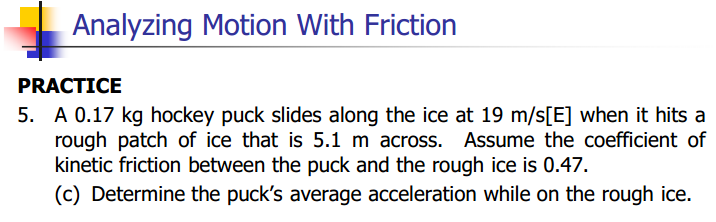 Analyzing Motion With Friction
PRACTICE
5. A 0.17 kg hockey puck slides along the ice at 19 m/s[E] when it hits a
rough patch of ice that is 5.1 m across. Assume the coefficient of
kinetic friction between the puck and the rough ice is 0.47.
(c) Determine the puck's average acceleration while on the rough ice.